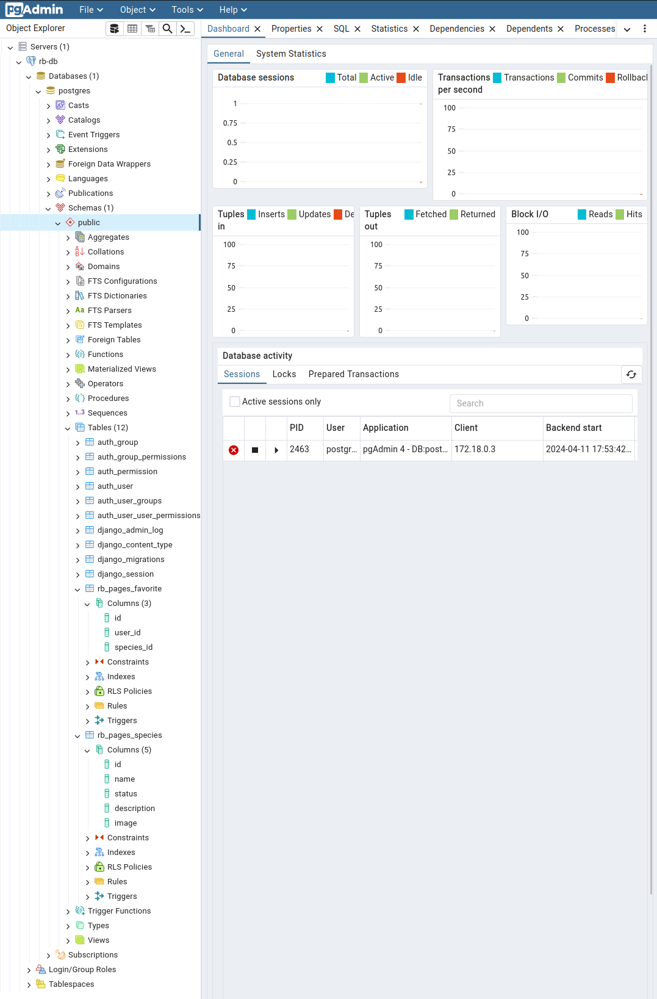 pgAdmin File Object Tools Help
Object Explorer
Servers (1)
rb-db
Databases (1)
postgres
Casts
Catalogs
Event Triggers
Extensions
Foreign Data Wrappers
Languages
Publications
Schemas (1)
public
Aggregates
Collations
Domains
FTS Configurations
FTS Dictionaries
Aa FTS Parsers
FTS Templates
Foreign Tables
Functions
Materialized Views
Operators
Procedures
1..3 Sequences
Tables (12)
auth_group
auth_group_permissions
auth_permission
auth_user
auth_user_groups
auth_user_user_permissions
django_admin_log
django_content_type
django_migrations
django_session
rb_pages_favorite
Columns (3)
id
user_id
species_id
Constraints
Indexes
RLS Policies
Rules
Triggers
rb_pages_species
Columns (5)
id
name
status
description
image
Constraints
Indexes
RLS Policies
Rules
Triggers
Trigger Functions
Types
Views
Subscriptions
Login/Group Roles
Tablespaces
Dashboard Properties SQL Statistics Dependencies Dependents Processes
General System Statistics
Database sessions Total Active Idle
1
0.75
0.5
0.25
0
Transactions per second Transactions Commits Rollbac
100
75
50
25
0
Tuples in Inserts Updates De
100
75
50
25
0
Tuples out Fetched Returned
100
75
50
25
0
Block I/O Reads Hits
100
75
50
25
0
Database activity
Sessions Locks Prepared Transactions
Active sessions only Search
PID User Application Client Backend start
2463 postgr... pgAdmin 4 - DB:post... 172.18.0.3 2024-04-11 17:53:42...